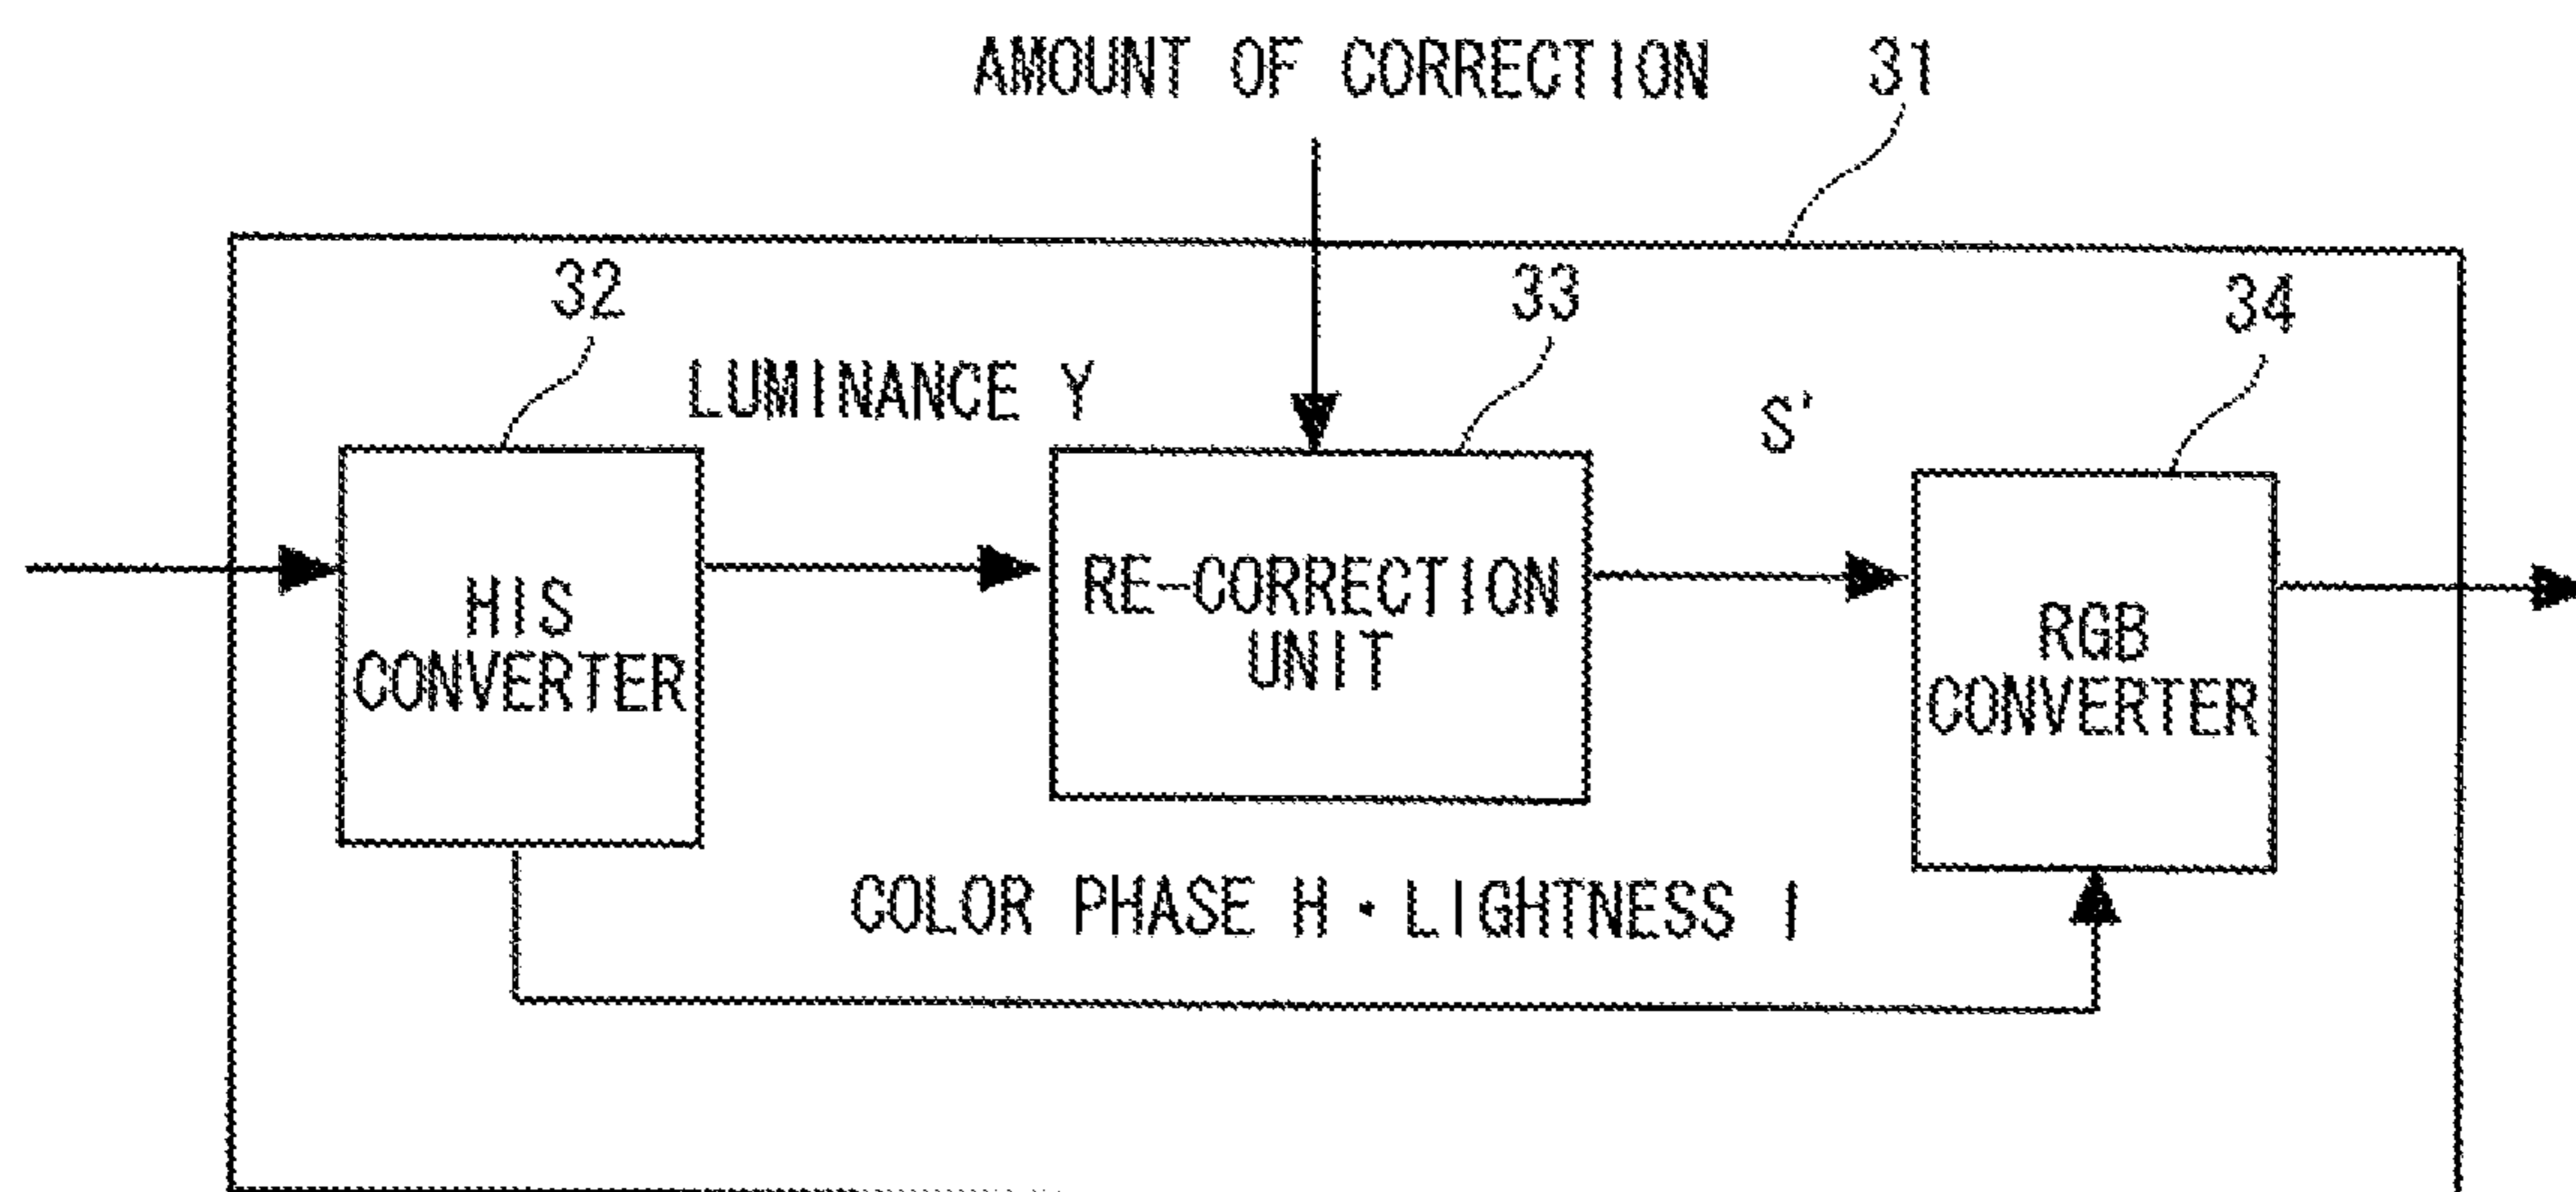 AMOUNT OF CORRECTION
31
32
33
34
LUMINANCE Y
S'
HIS
CONVERTER
RE-CORRECTION
UNIT
RGB
CONVERTER
COLOR PHASE H・LIGHTNESS I